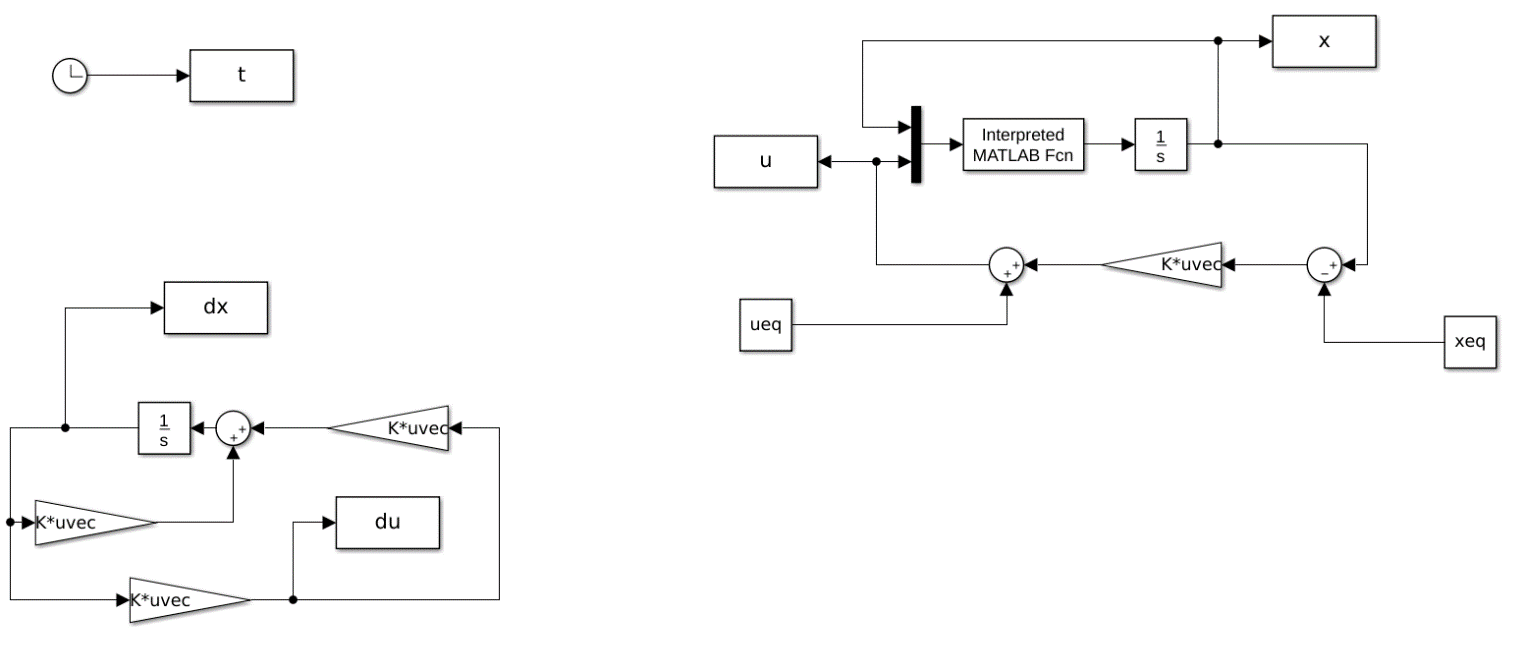 t
x
Interpreted
MATLAB Fcn
1
s
u
+
+
K*uvec
+
−
ueq
xeq
dx
1
s
+
+
K*uvec
K*uvec
du
K*uvec